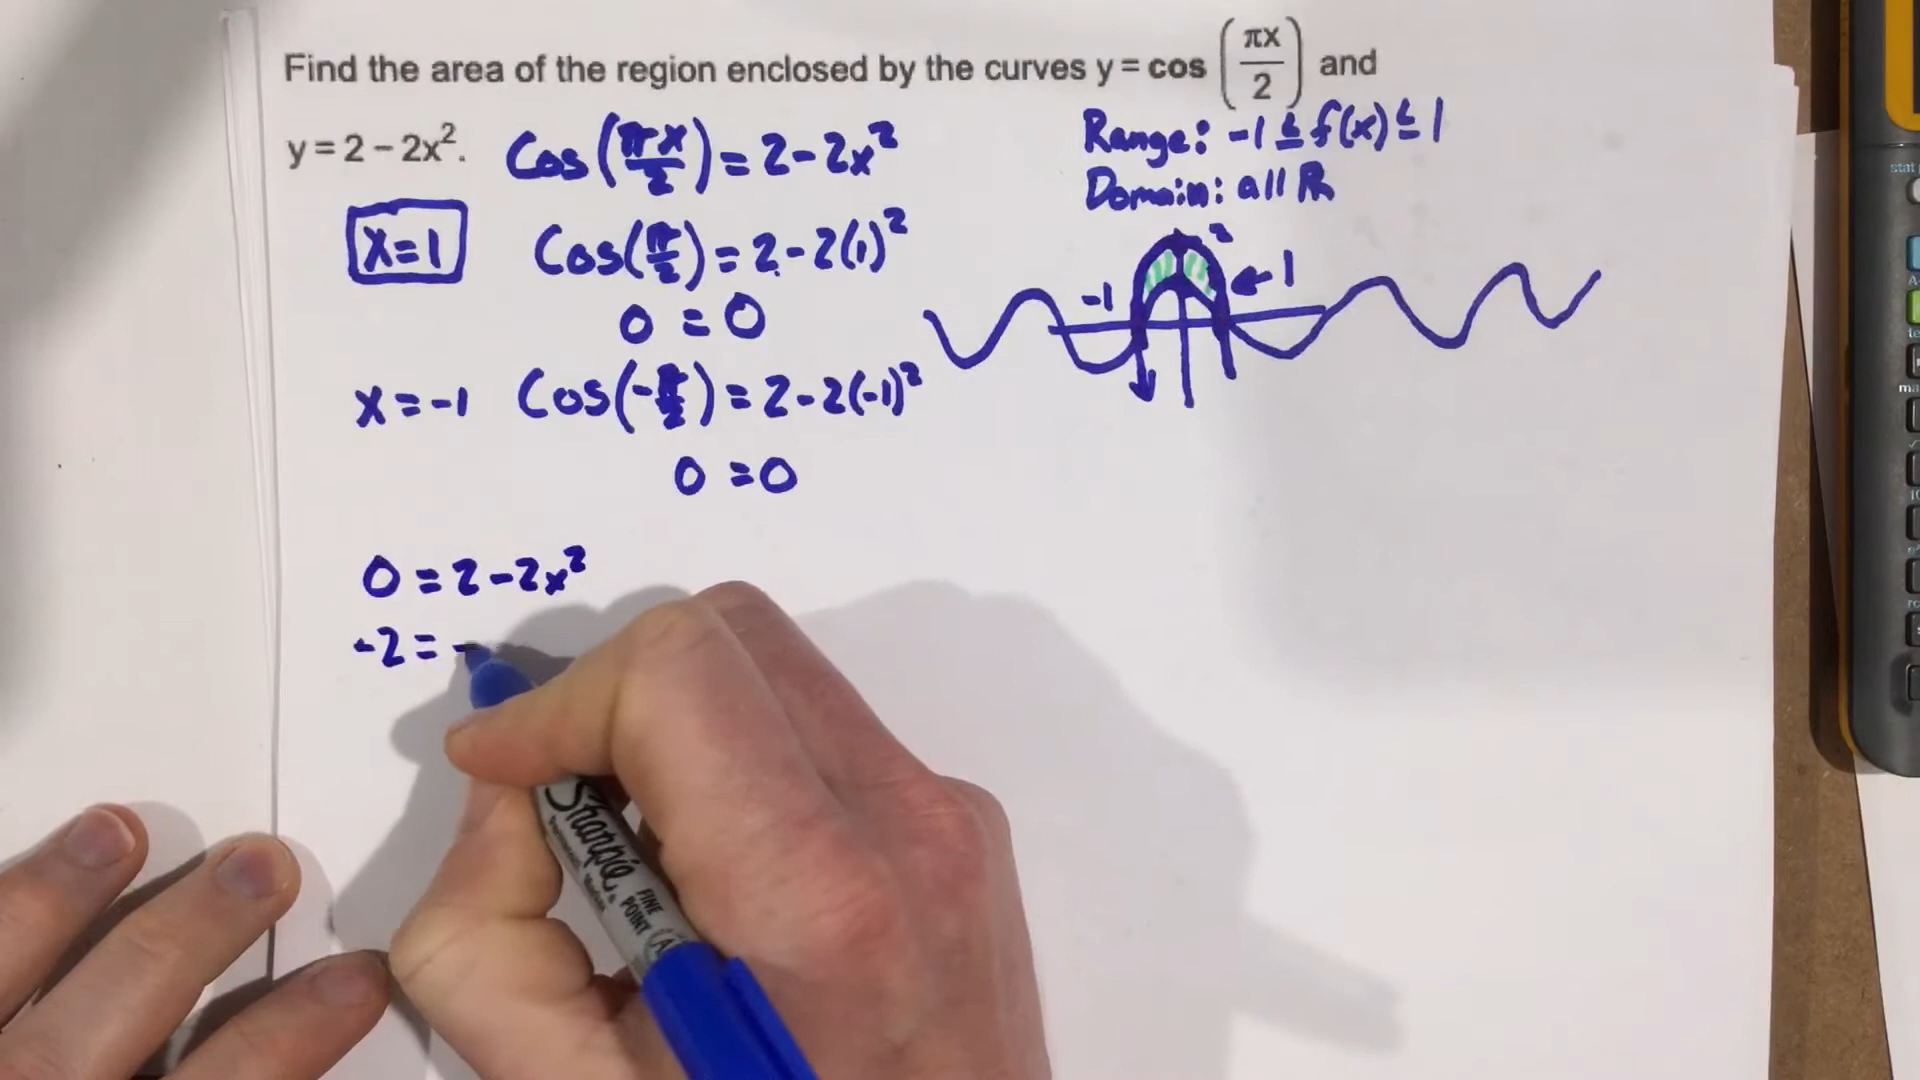 Find the area of the region enclosed by the curves y = cos (πx/2) and
y = 2 − 2x².
Cos(πx/2) = 2 - 2x²
Range: -1 ≤ f(x) ≤ 1
Domain: all ℝ
x=1
Cos(π/2) = 2 - 2(1)²
0 = 0
x = -1
Cos(-π/2) = 2 - 2(-1)²
0 = 0
2
-1
←1
0 = 2 - 2x²
-2 = -
Sharpie.
FINE
POINT
stat